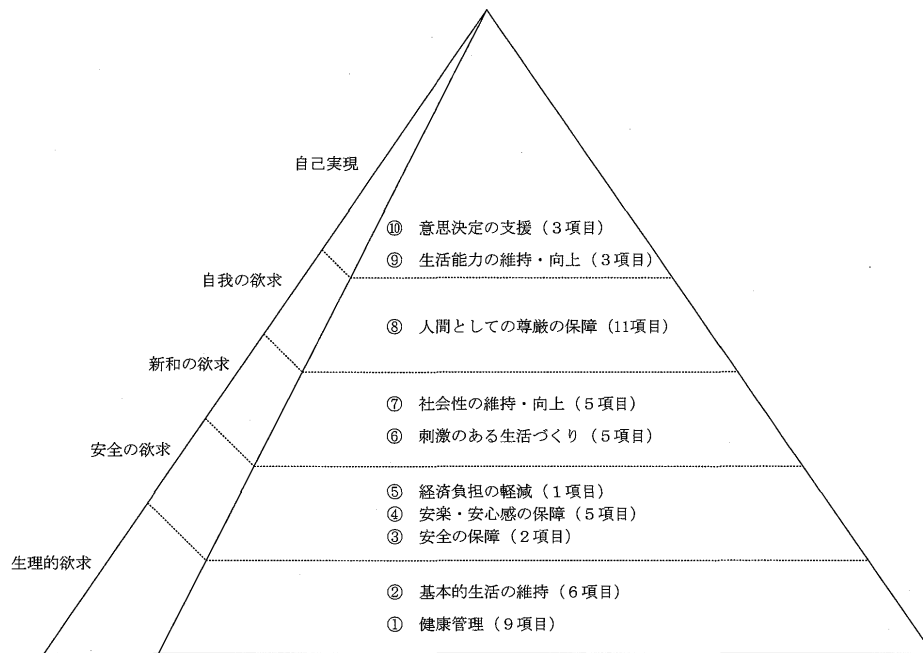 自己実現
⑩ 意思決定の支援（３項目）
⑨ 生活能力の維持・向上（３項目）
自我の欲求
⑧ 人間としての尊厳の保障（11項目）
新和の欲求
⑦ 社会性の維持・向上（５項目）
⑥ 刺激のある生活づくり（５項目）
安全の欲求
⑤ 経済負担の軽減（１項目）
④ 安楽・安心感の保障（５項目）
③ 安全の保障（２項目）
生理的欲求
② 基本的生活の維持（６項目）
① 健康管理（９項目）